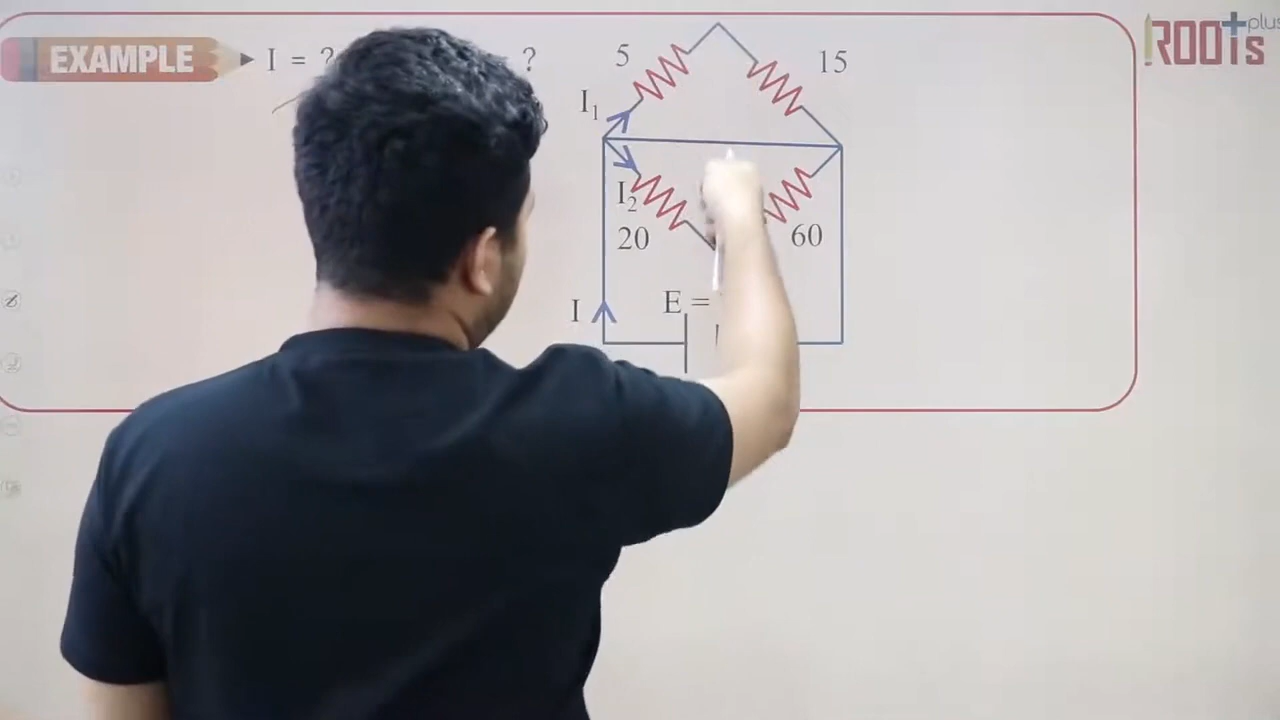 EXAMPLE
I = ?
?
5
15
I₁
I₂
20
60
I
E =
ROOTS
plus